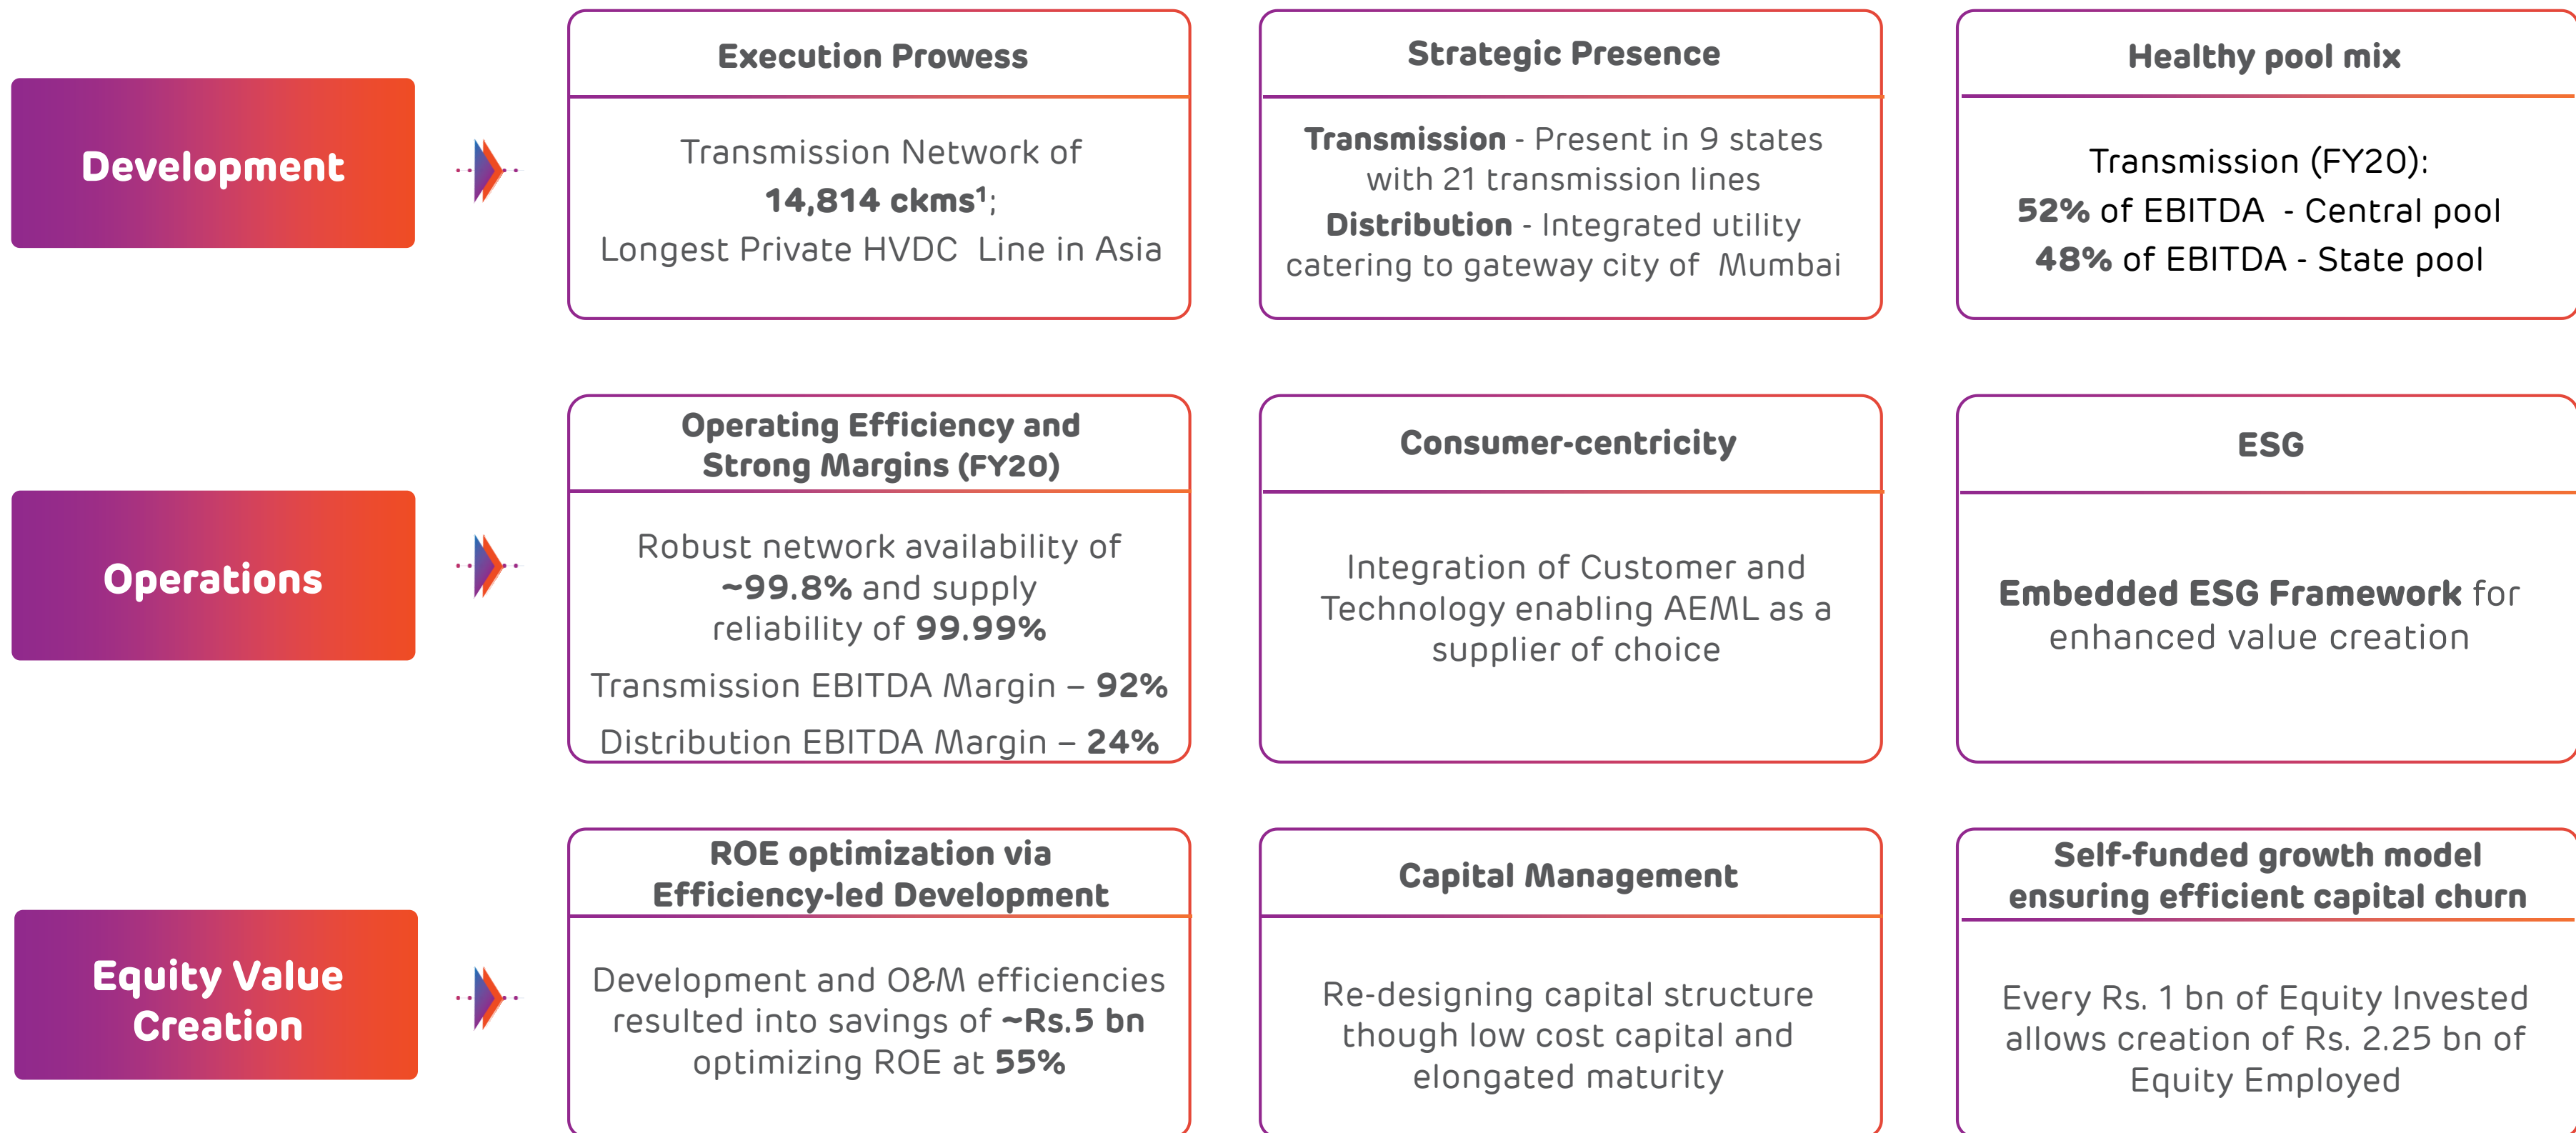 Development
Execution Prowess
Transmission Network of
14,814 ckms¹;
Longest Private HVDC Line in Asia
Strategic Presence
Transmission - Present in 9 states
with 21 transmission lines
Distribution - Integrated utility
catering to gateway city of Mumbai
Healthy pool mix
Transmission (FY20):
52% of EBITDA - Central pool
48% of EBITDA - State pool
Operations
Operating Efficiency and
Strong Margins (FY20)
Robust network availability of
~99.8% and supply
reliability of 99.99%
Transmission EBITDA Margin – 92%
Distribution EBITDA Margin – 24%
Consumer-centricity
Integration of Customer and
Technology enabling AEML as a
supplier of choice
ESG
Embedded ESG Framework for
enhanced value creation
Equity Value
Creation
ROE optimization via
Efficiency-led Development
Development and O&M efficiencies
resulted into savings of ~Rs.5 bn
optimizing ROE at 55%
Capital Management
Re-designing capital structure
though low cost capital and
elongated maturity
Self-funded growth model
ensuring efficient capital churn
Every Rs. 1 bn of Equity Invested
allows creation of Rs. 2.25 bn of
Equity Employed